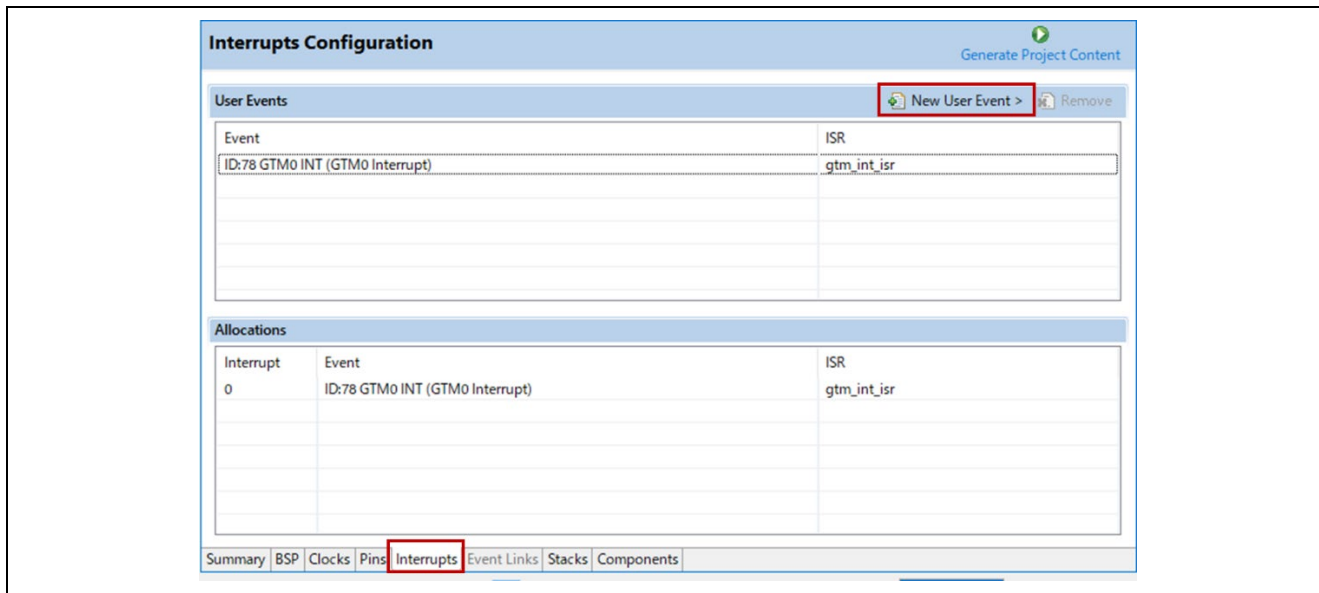 Interrupts Configuration
Generate Project Content
User Events New User Event > Remove
Event ISR
ID:78 GTM0 INT (GTM0 Interrupt) gtm_int_isr
Allocations
Interrupt Event ISR
0 ID:78 GTM0 INT (GTM0 Interrupt) gtm_int_isr
Summary BSP Clocks Pins Interrupts Event Links Stacks Components